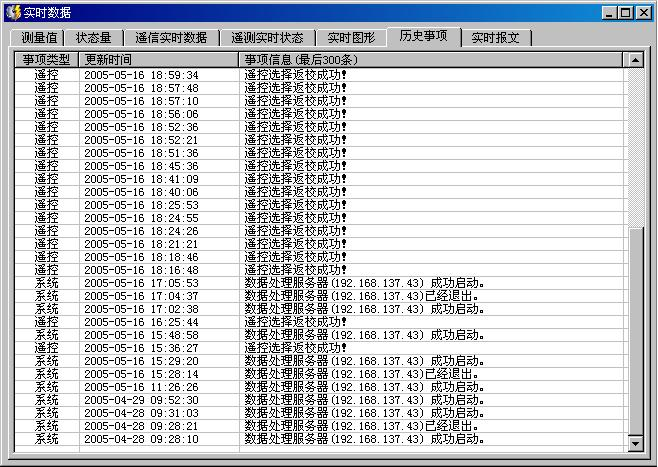 实时数据
测量值 状态量 遥信实时数据 遥测实时状态 实时图形 历史事项 实时报文
事项类型 更新时间 事项信息(最后300条)
遥控 2005-05-16 18:59:34 遥控选择返校成功!
遥控 2005-05-16 18:57:48 遥控选择返校成功!
遥控 2005-05-16 18:57:10 遥控选择返校成功!
遥控 2005-05-16 18:56:06 遥控选择返校成功!
遥控 2005-05-16 18:52:36 遥控选择返校成功!
遥控 2005-05-16 18:52:21 遥控选择返校成功!
遥控 2005-05-16 18:51:36 遥控选择返校成功!
遥控 2005-05-16 18:45:36 遥控选择返校成功!
遥控 2005-05-16 18:41:09 遥控选择返校成功!
遥控 2005-05-16 18:40:06 遥控选择返校成功!
遥控 2005-05-16 18:25:53 遥控选择返校成功!
遥控 2005-05-16 18:24:55 遥控选择返校成功!
遥控 2005-05-16 18:24:26 遥控选择返校成功!
遥控 2005-05-16 18:21:21 遥控选择返校成功!
遥控 2005-05-16 18:18:46 遥控选择返校成功!
遥控 2005-05-16 18:16:48 遥控选择返校成功!
系统 2005-05-16 17:05:53 数据处理服务器(192.168.137.43) 成功启动。
系统 2005-05-16 17:04:37 数据处理服务器(192.168.137.43)已经退出。
系统 2005-05-16 17:02:38 数据处理服务器(192.168.137.43) 成功启动。
遥控 2005-05-16 16:25:44 遥控选择返校成功!
系统 2005-05-16 15:48:58 数据处理服务器(192.168.137.43) 成功启动。
遥控 2005-05-16 15:36:27 遥控选择返校成功!
系统 2005-05-16 15:29:20 数据处理服务器(192.168.137.43) 成功启动。
系统 2005-05-16 15:28:14 数据处理服务器(192.168.137.43)已经退出。
系统 2005-05-16 11:26:26 数据处理服务器(192.168.137.43) 成功启动。
系统 2005-04-29 09:52:30 数据处理服务器(192.168.137.43) 成功启动。
系统 2005-04-28 09:31:03 数据处理服务器(192.168.137.43) 成功启动。
系统 2005-04-28 09:28:21 数据处理服务器(192.168.137.43)已经退出。
系统 2005-04-28 09:28:10 数据处理服务器(192.168.137.43) 成功启动。